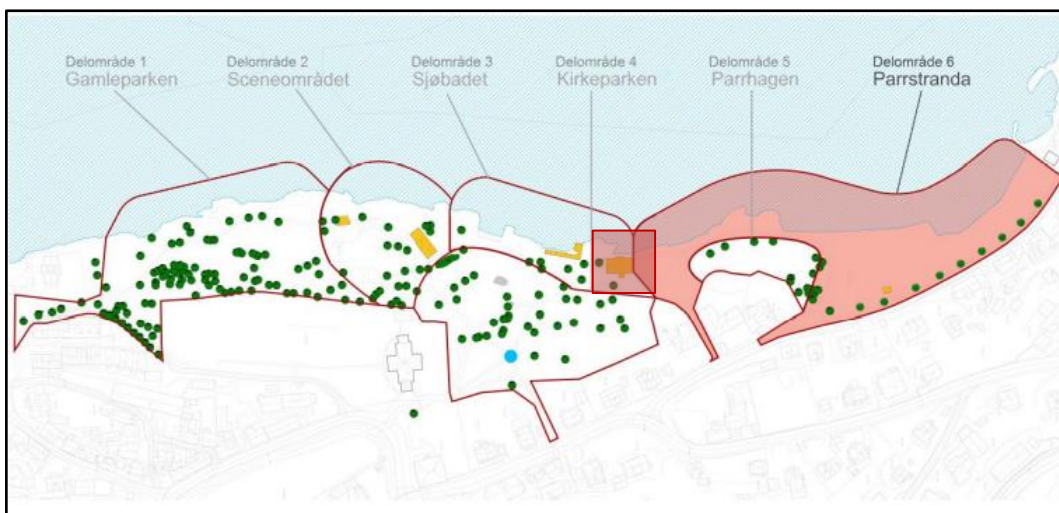 Delområde 1
Gamleparken
Delområde 2
Sceneområdet
Delområde 3
Sjøbadet
Delområde 4
Kirkeparken
Delområde 5
Parrhagen
Delområde 6
Parrstranda